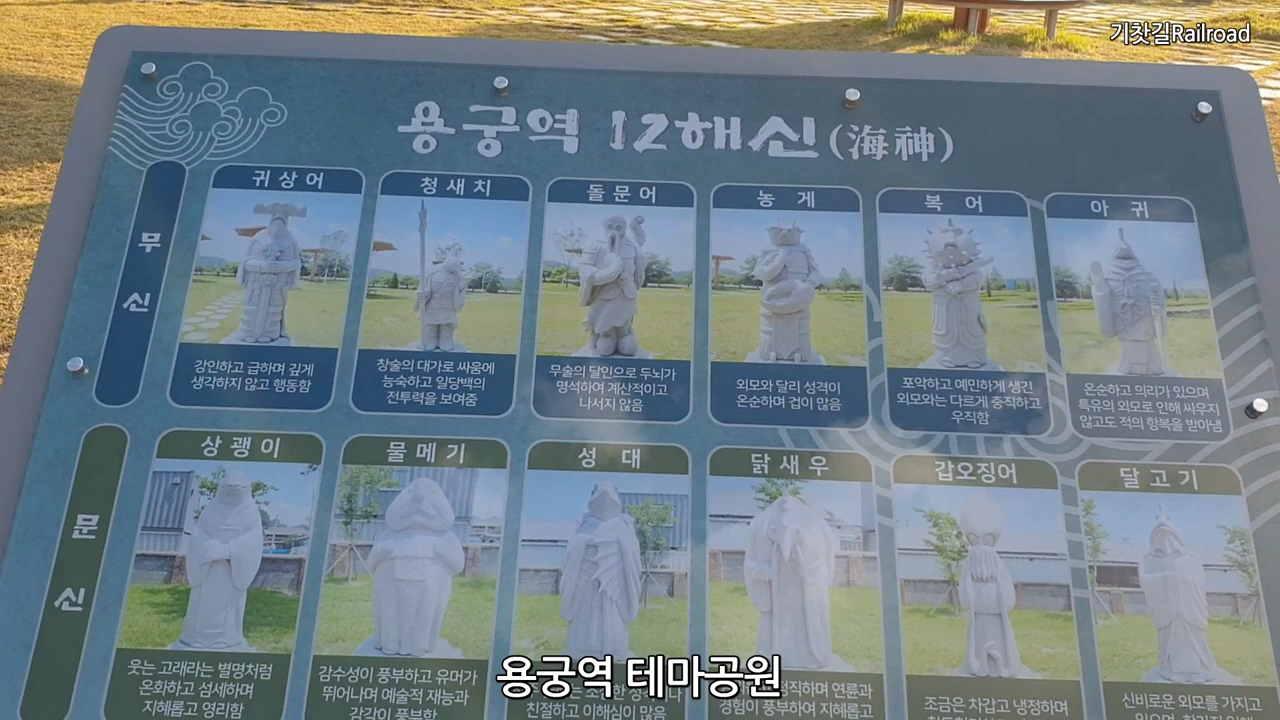 기찻길Railroad
용궁역 12해신(海神)
무신
귀상어
강인하고 급하며 깊게
생각하지 않고 행동함
청새치
창술의 대가로 싸움에
능숙하고 일당백의
전투력을 보여줌
돌문어
무술의 달인으로 두뇌가
명석하여 계산적이고
나서지 않음
농게
외모와 달리 성격이
온순하며 겁이 많음
복어
포악하고 예민하게 생긴
외모와는 다르게 충직하고
우직함
아귀
온순하고 의리가 있으며
특유의 외모로 인해 싸우지
않고도 적의 항복을 받아냄
문신
상괭이
웃는 고래라는 별명처럼
온화하고 섬세하며
지혜롭고 영리함
물메기
감수성이 풍부하고 유머가
뛰어나며 예술적 재능과
감각이 풍부함
성대
친절하고 이해심이 많음
닭새우
정직하며 연륜과
경험이 풍부하여 지혜롭고
갑오징어
조금은 차갑고 냉정하며
달고기
신비로운 외모를 가지고
용궁역 테마공원